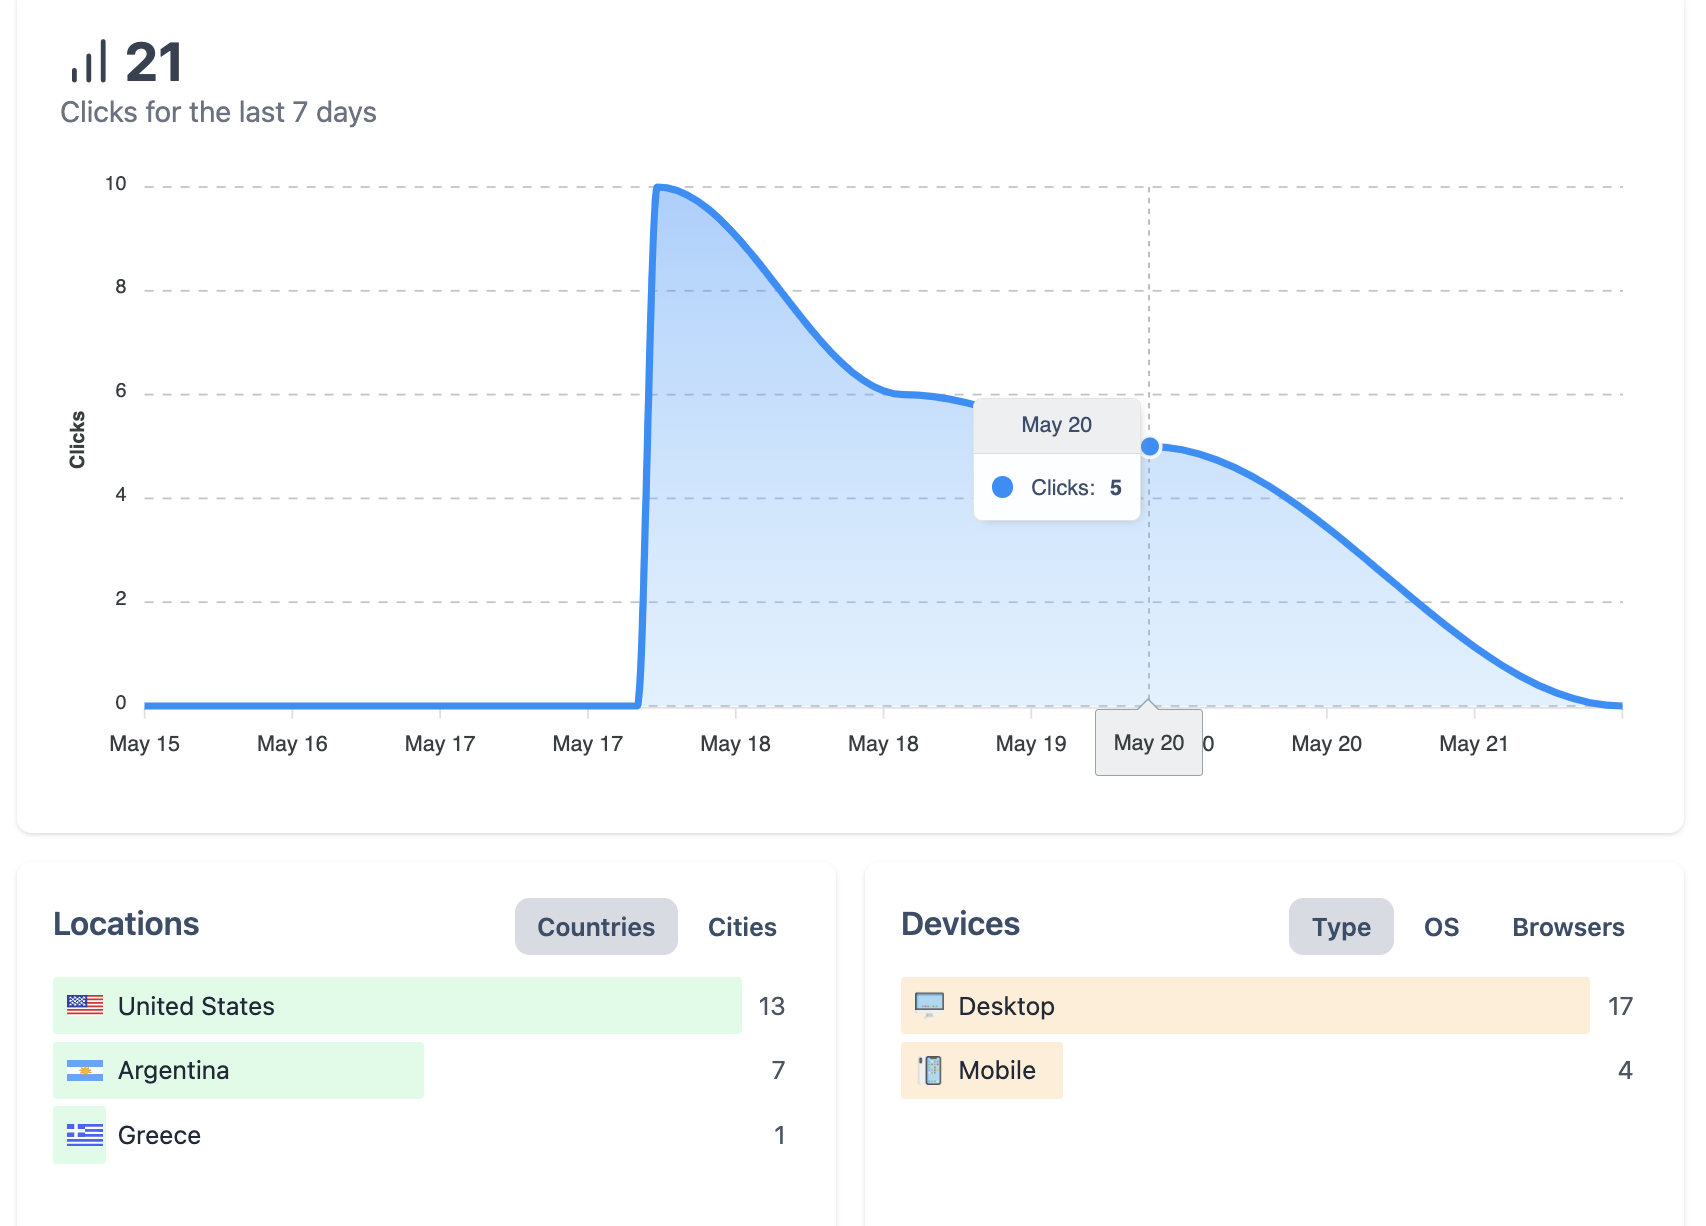 21
Clicks for the last 7 days
10
8
6
4
2
0
Clicks
May 20
Clicks: 5
May 15
May 16
May 17
May 17
May 18
May 18
May 19
May 20
0
May 20
May 21
Locations
Countries
Cities
United States 13
Argentina 7
Greece 1
Devices
Type
OS
Browsers
Desktop 17
Mobile 4